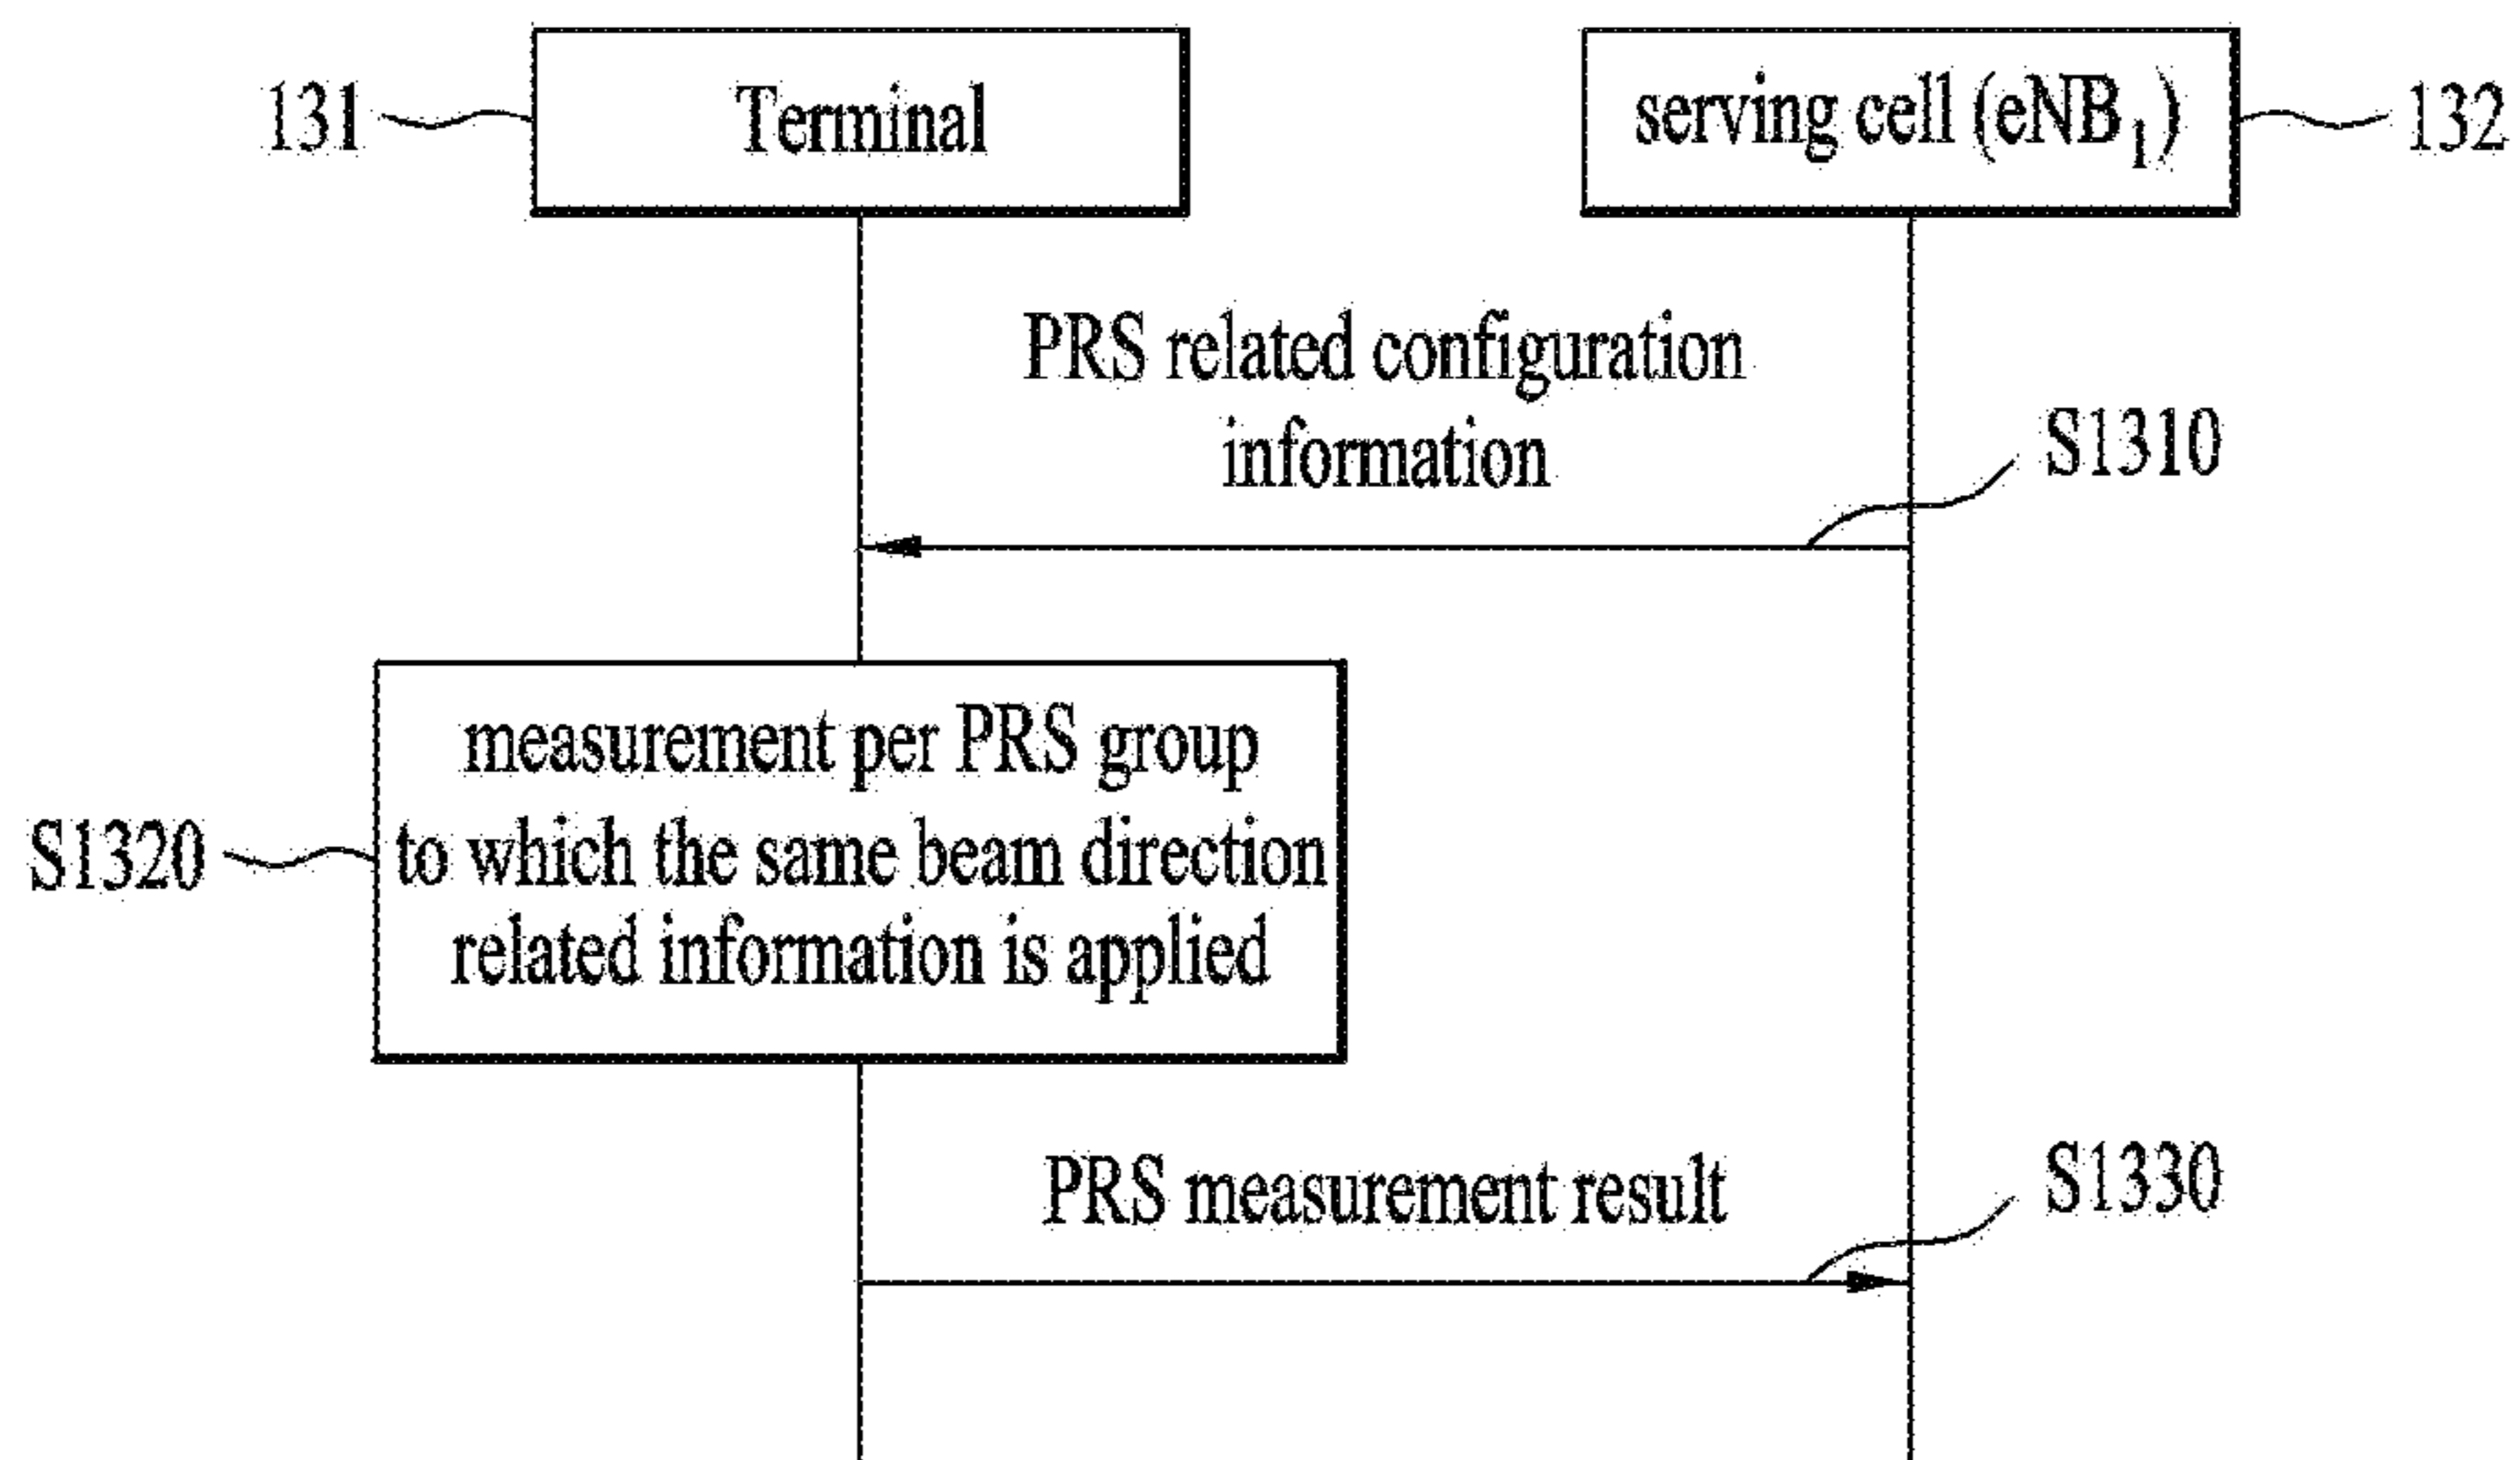 131
Terminal
serving cell (eNB1)
132
PRS related configuration
information
S1310
measurement per PRS group
to which the same beam direction
related information is applied
S1320
PRS measurement result
S1330